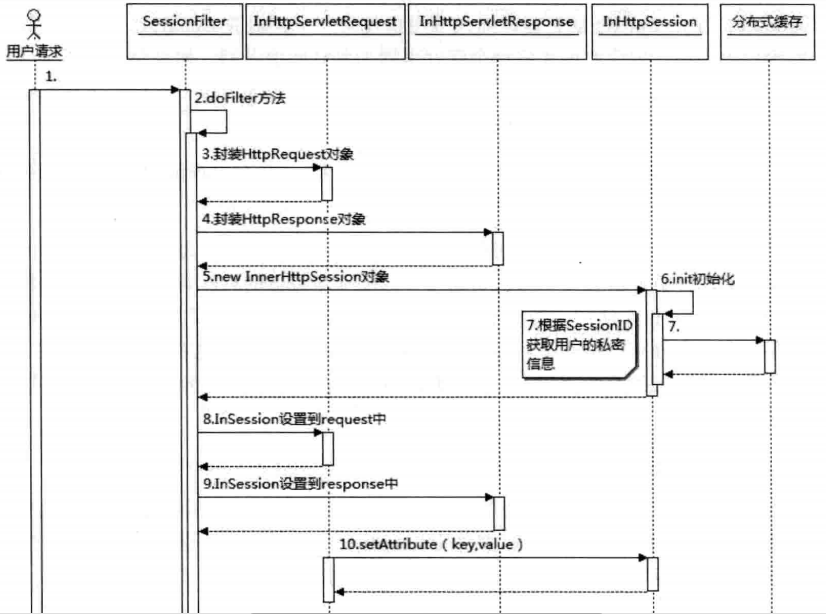 SessionFilter
InHttpServletRequest
InHttpServletResponse
InHttpSession
分布式缓存
用户请求
1.
2.doFilter方法
3.封装HttpRequest对象
4.封装HttpResponse对象
5.new InnerHttpSession对象
6.init初始化
7.根据SessionID
获取用户的私密
信息
7.
8.InSession设置到request中
9.InSession设置到response中
10.setAttribute（key,value）